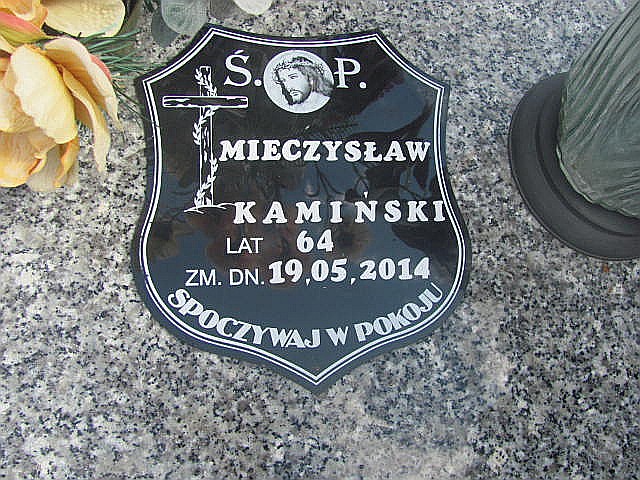 Ś. P.
MIECZYSŁAW
KAMIŃSKI
LAT 64
ZM. DN. 19,05,2014
SPOCZYWAJ W POKOJU